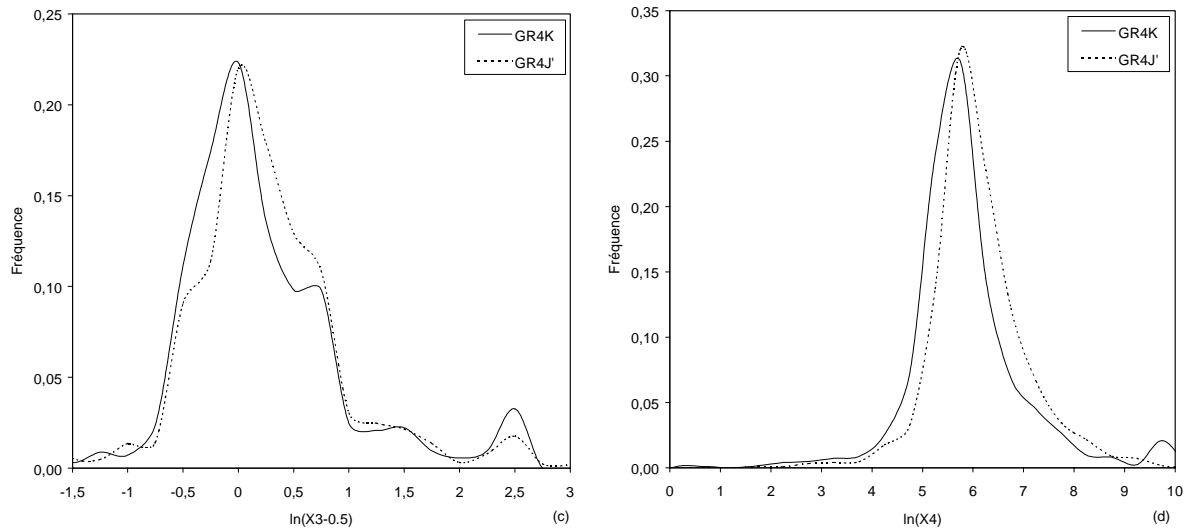 0,25
0,20
0,15
0,10
0,05
0,00
Fréquence
-1,5 -1 -0,5 0 0,5 1 1,5 2 2,5 3
ln(X3-0.5)
(c)
GR4K
GR4J'
0,35
0,30
0,35
0,20
0,15
0,10
0,05
0,00
Fréquence
0 1 2 3 4 5 6 7 8 9 10
ln(X4)
(d)
GR4K
GR4J'